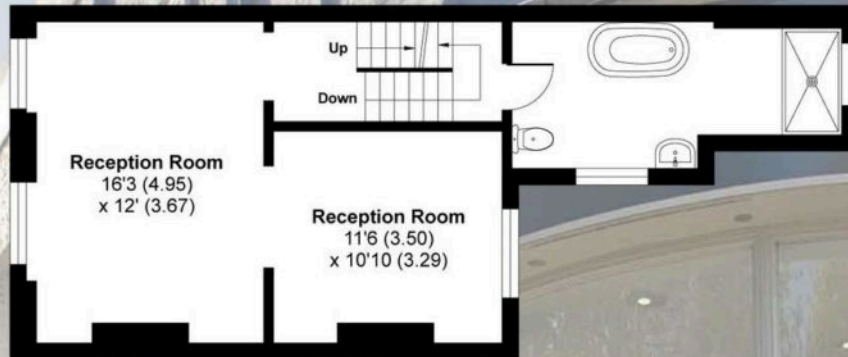 Up
Down
Reception Room
16'3 (4.95)
x 12' (3.67)
Reception Room
11'6 (3.50)
x 10'10 (3.29)